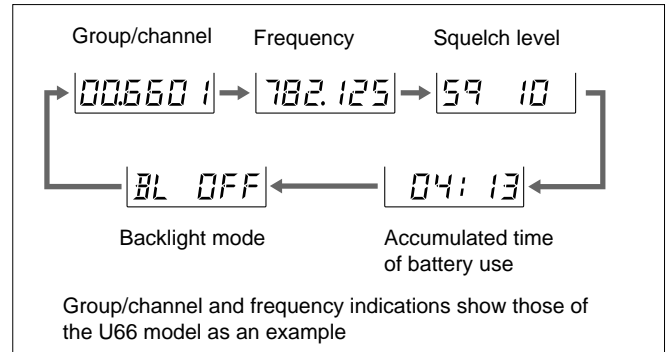 Group/channel Frequency Squelch level
00.6601 782.125 S9 10
BL OFF 04:13
Backlight mode Accumulated time
of battery use
Group/channel and frequency indications show those of
the U66 model as an example